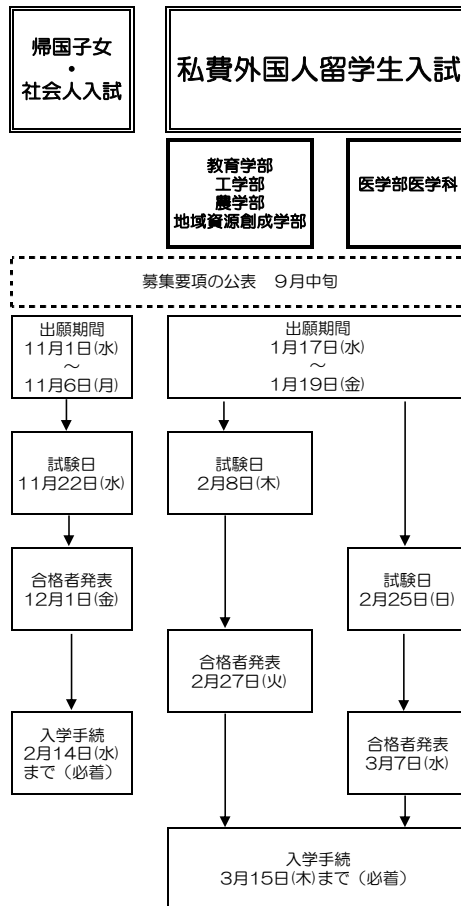 帰国子女
・
社会人入試
私費外国人留学生入試
教育学部
工学部
農学部
地域資源創成学部
医学部医学科
募集要項の公表 9月中旬
出願期間
11月1日(水)
～
11月6日(月)
出願期間
1月17日(水)
～
1月19日(金)
試験日
11月22日(水)
試験日
2月8日(木)
合格者発表
12月1日(金)
試験日
2月25日(日)
合格者発表
2月27日(火)
入学手続
2月14日(水)
まで（必着）
合格者発表
3月7日(水)
入学手続
3月15日(木)まで（必着）